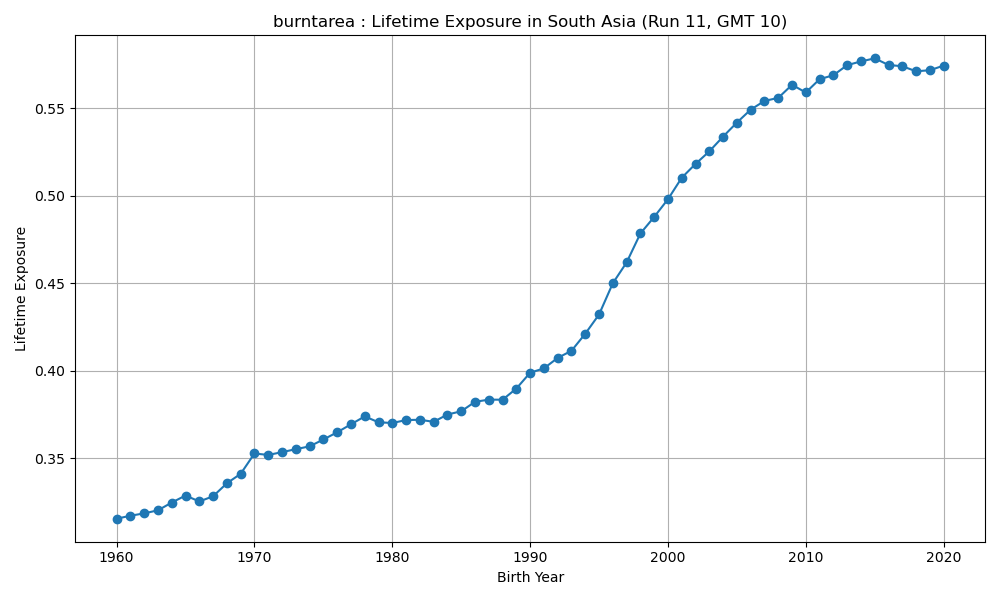 burntarea : Lifetime Exposure in South Asia (Run 11, GMT 10)
Lifetime Exposure
0.55
0.50
0.45
0.40
0.35
1960 1970 1980 1990 2000 2010 2020
Birth Year